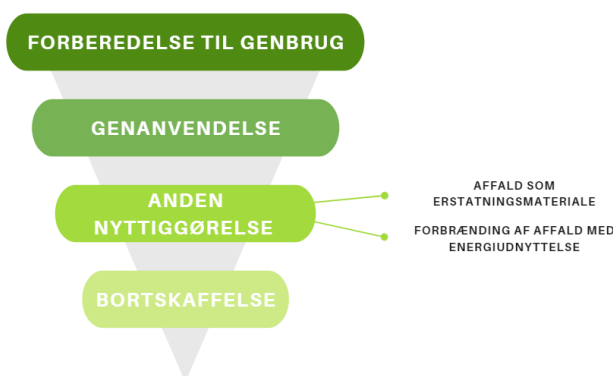 FORBEREDELSE TIL GENBRUG
GENANVENDELSE
ANDEN
NYTTIGGØRELSE
AFFALD SOM
ERSTATNINGSMATERIALE
FORBRÆNDING AF AFFALD MED
ENERGIUDNYTTELSE
BORTSKAFFELSE